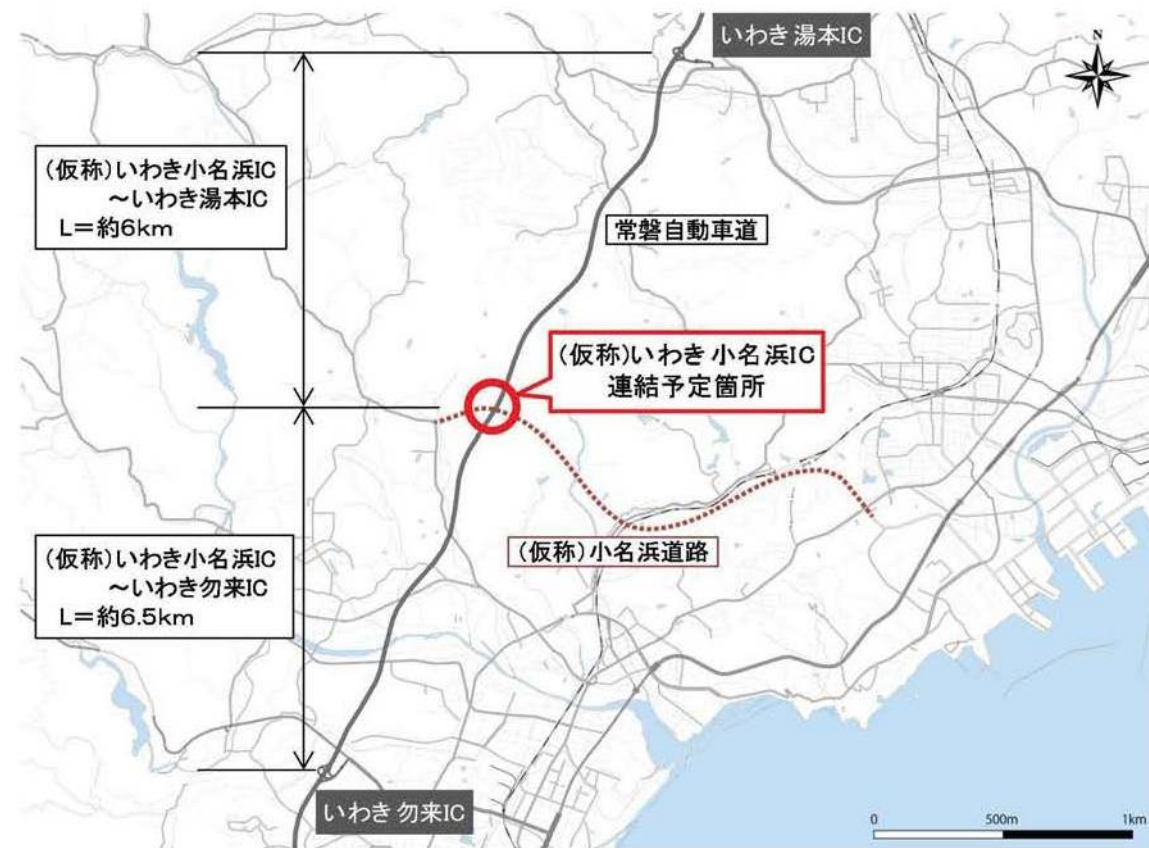 いわき湯本IC
N
(仮称)いわき小名浜IC
～いわき湯本IC
L=約6km
常磐自動車道
(仮称)いわき小名浜IC
連結予定箇所
(仮称)小名浜道路
(仮称)いわき小名浜IC
～いわき勿来IC
L=約6.5km
いわき勿来IC
0 500m 1km